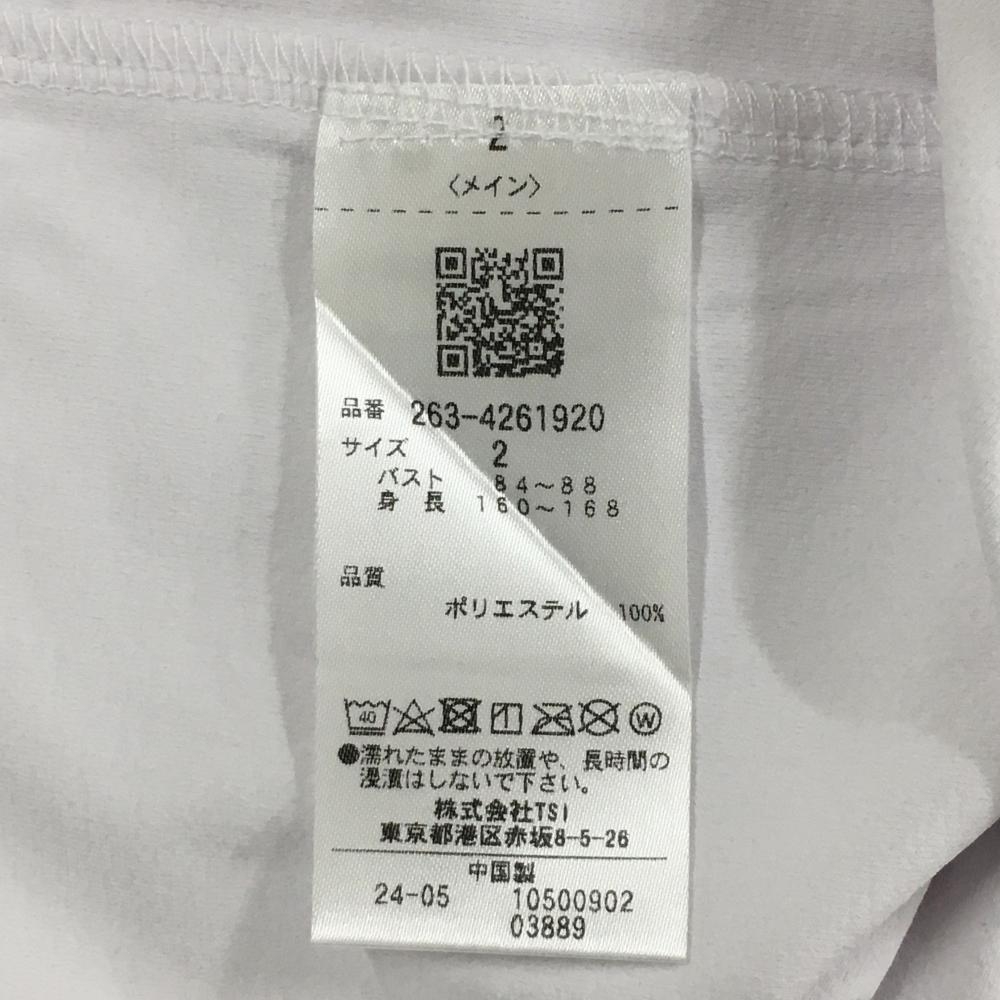 2
〈メイン〉
品番 263-4261920
サイズ 2
バスト 84～88
身長 160～168
品質
ポリエステル 100%
40 W
●濡れたままの放置や、長時間の
浸漬はしないで下さい。
株式会社TSI
東京都港区赤坂8-5-26
中国製
24-05 10500902
03889